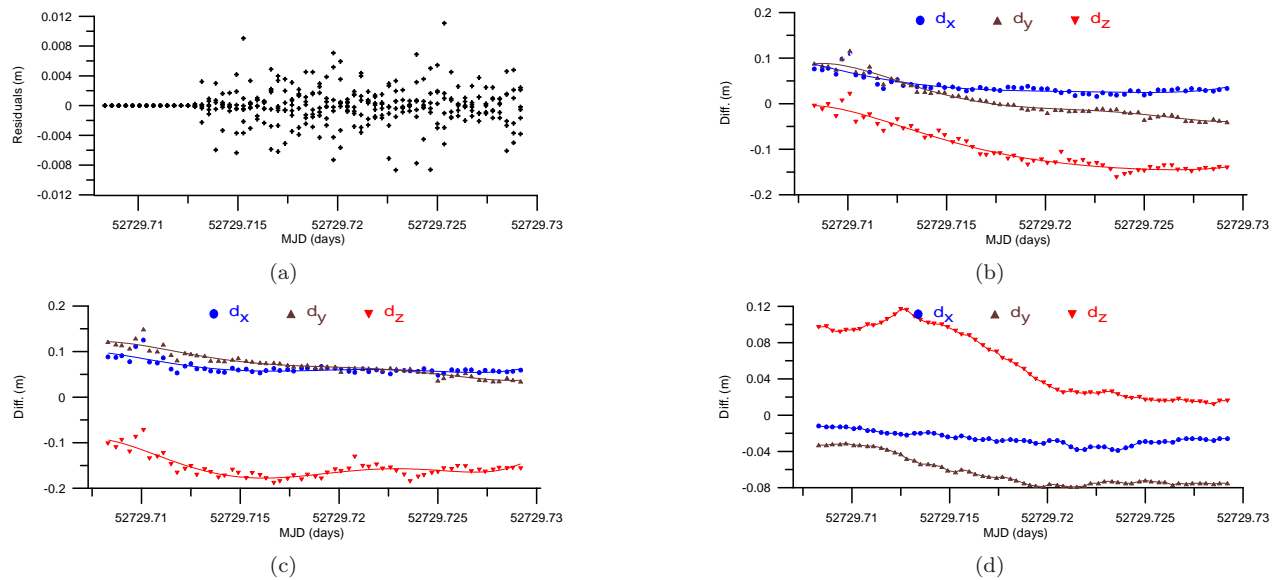 0.012
0.008
0.004
0
-0.004
-0.008
-0.012
Residuals (m)
52729.71 52729.715 52729.72 52729.725 52729.73
MJD (days)
(a)
dx dy dz
0.2
0.1
0
-0.1
-0.2
Diff. (m)
52729.71 52729.715 52729.72 52729.725 52729.73
MJD (days)
(b)
dx dy dz
0.2
0.1
0
-0.1
-0.2
Diff. (m)
52729.71 52729.715 52729.72 52729.725 52729.73
MJD (days)
(c)
dx dy dz
0.12
0.08
0.04
0
-0.04
-0.08
Diff. (m)
52729.71 52729.715 52729.72 52729.725 52729.73
MJD (days)
(d)